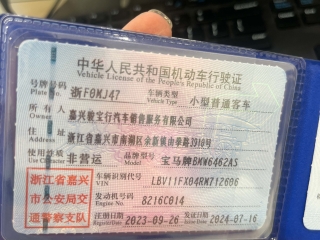 中华人民共和国机动车行驶证
Vehicle License of the People's Republic of China
号牌号码 浙F0MJ47 车辆类型 小型普通客车
Plate No. Vehicle Type
所有人 嘉兴骏宝行汽车销售服务有限公司
Owner
住址 浙江省嘉兴市南湖区余新镇由拳路3310号
Address
使用性质 非营运 品牌型号 宝马牌BMW6462AS
Use Character Model
浙江省嘉兴市公安局交通警察支队
车辆识别代号 LBV11FX04RM712606
VIN
发动机号码 8216C014
Engine No.
注册日期 2023-09-26 发证日期 2024-07-16
Register Date Issue Date